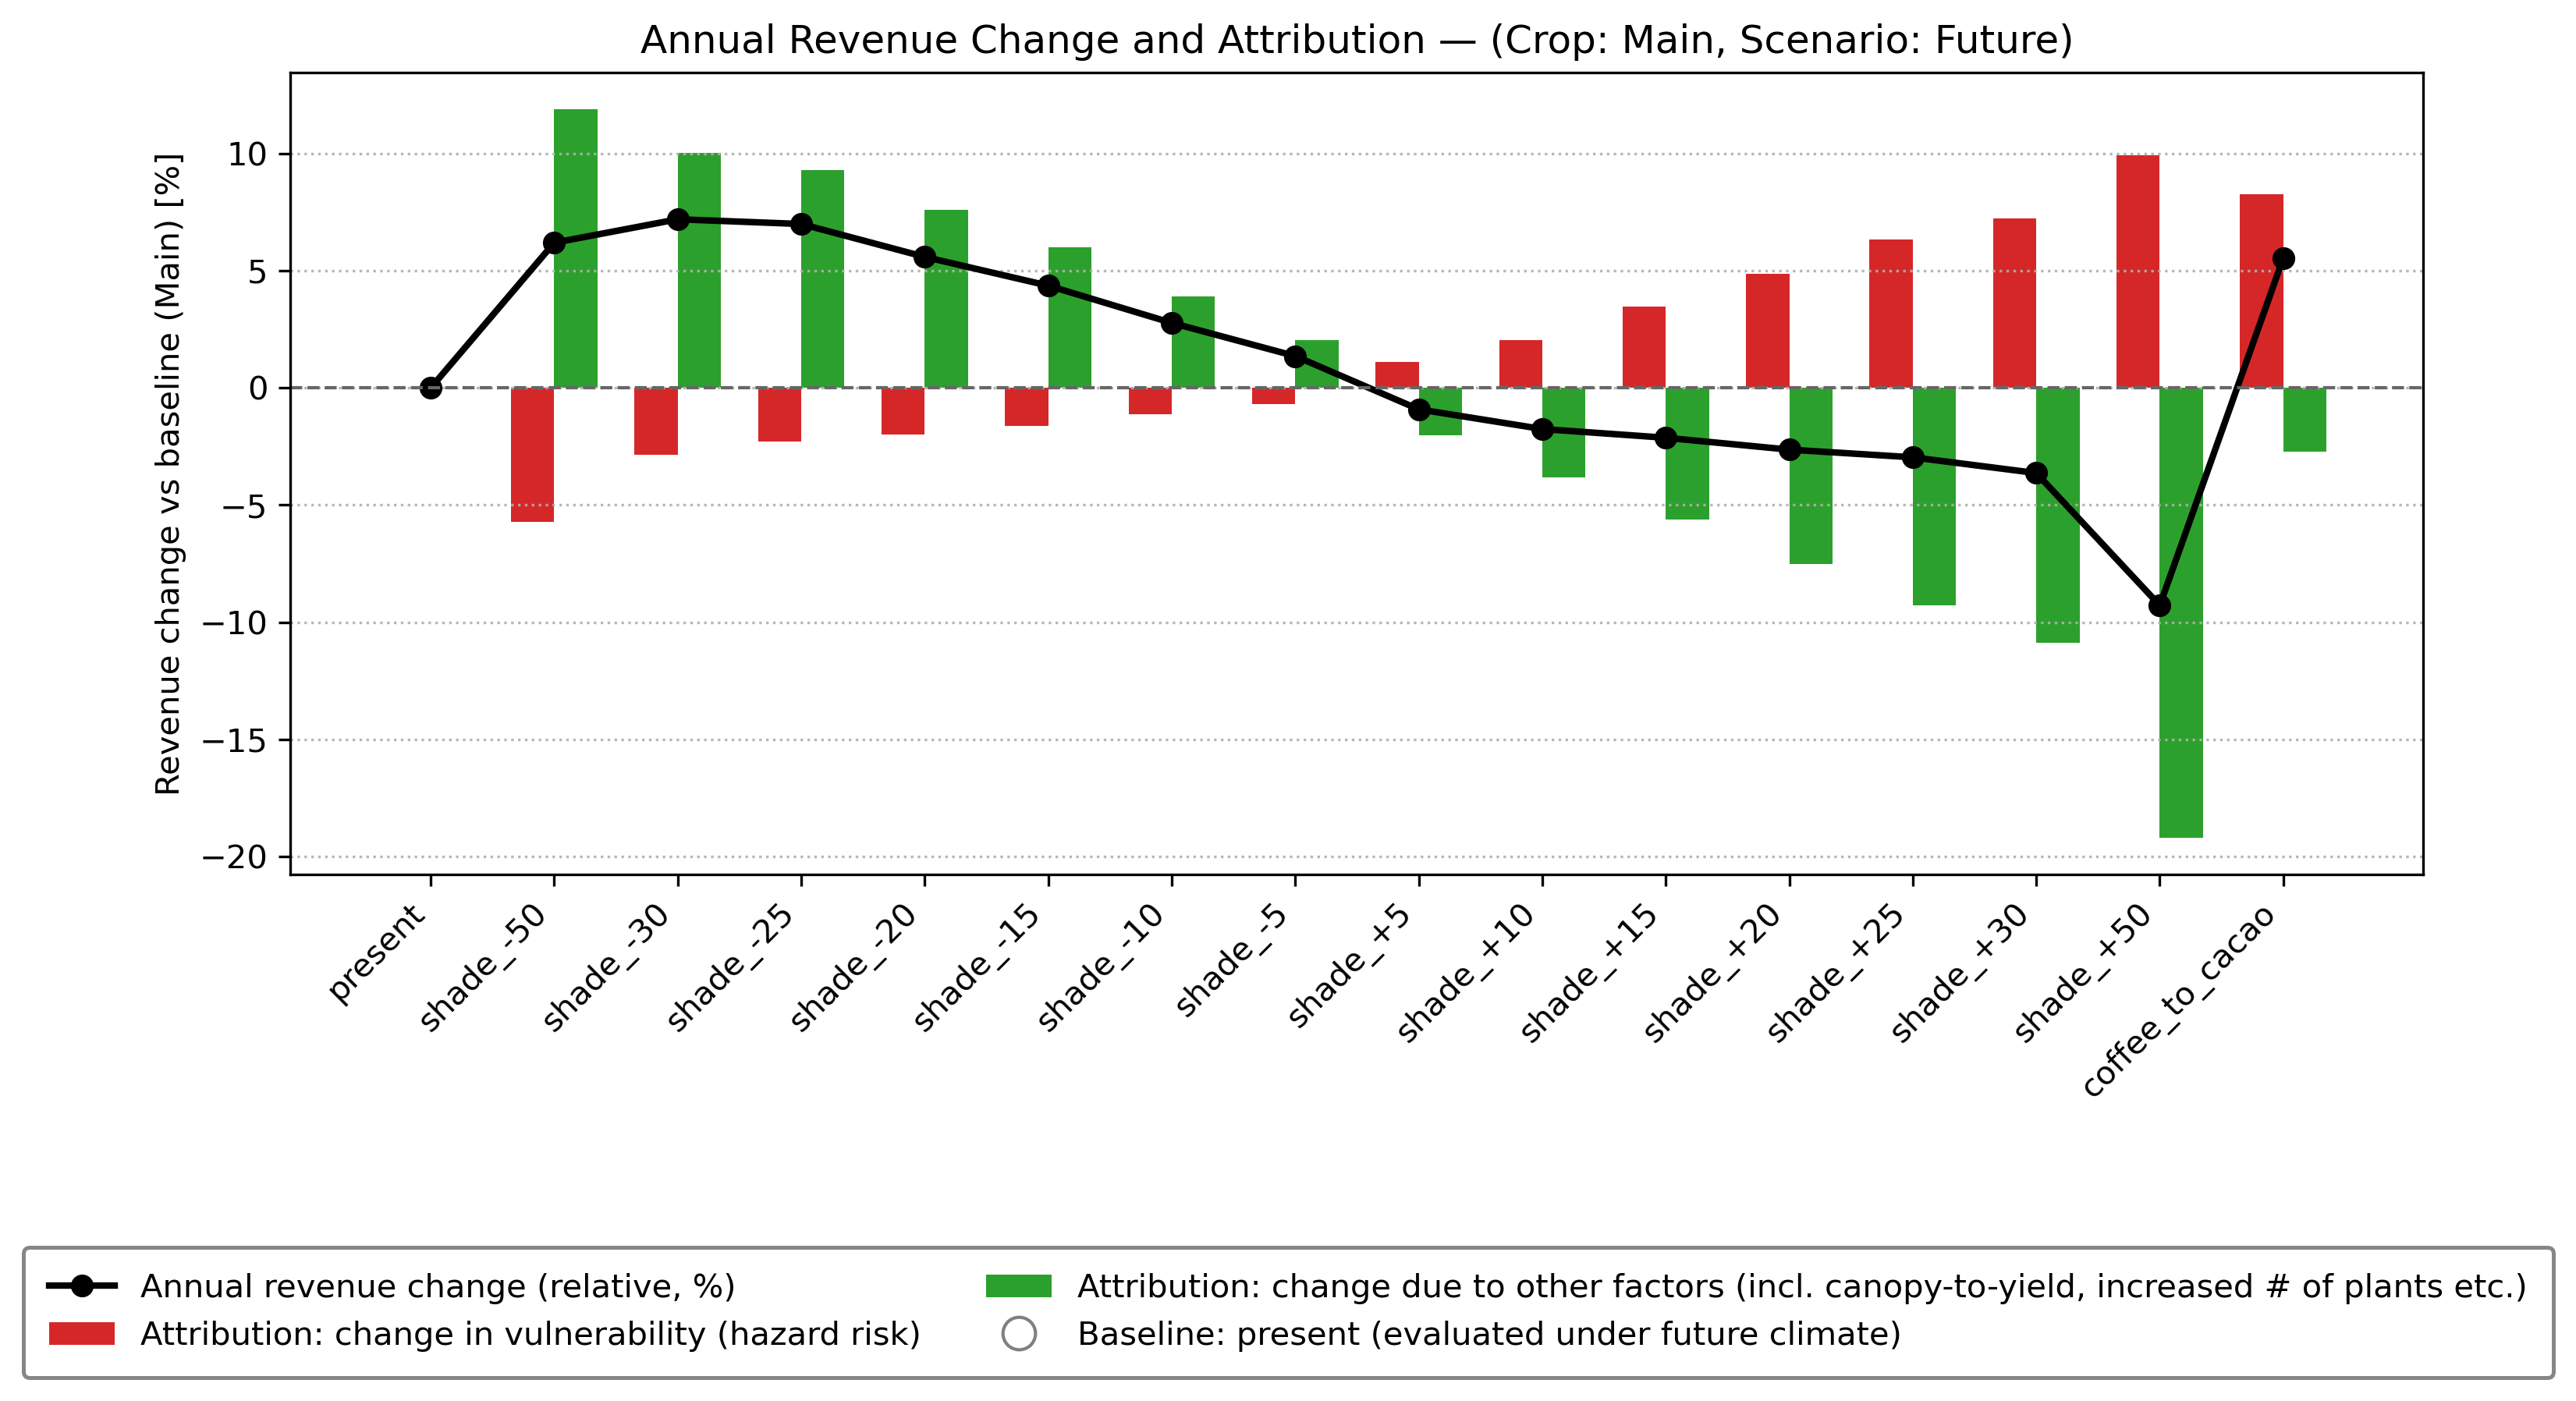 Annual Revenue Change and Attribution — (Crop: Main, Scenario: Future)
Revenue change vs baseline (Main) [%]
10
5
0
−5
−10
−15
−20
present
shade_-50
shade_-30
shade_-25
shade_-20
shade_-15
shade_-10
shade_-5
shade_+5
shade_+10
shade_+15
shade_+20
shade_+25
shade_+30
shade_+50
coffee_to_cacao
Annual revenue change (relative, %)
Attribution: change in vulnerability (hazard risk)
Attribution: change due to other factors (incl. canopy-to-yield, increased # of plants etc.)
Baseline: present (evaluated under future climate)